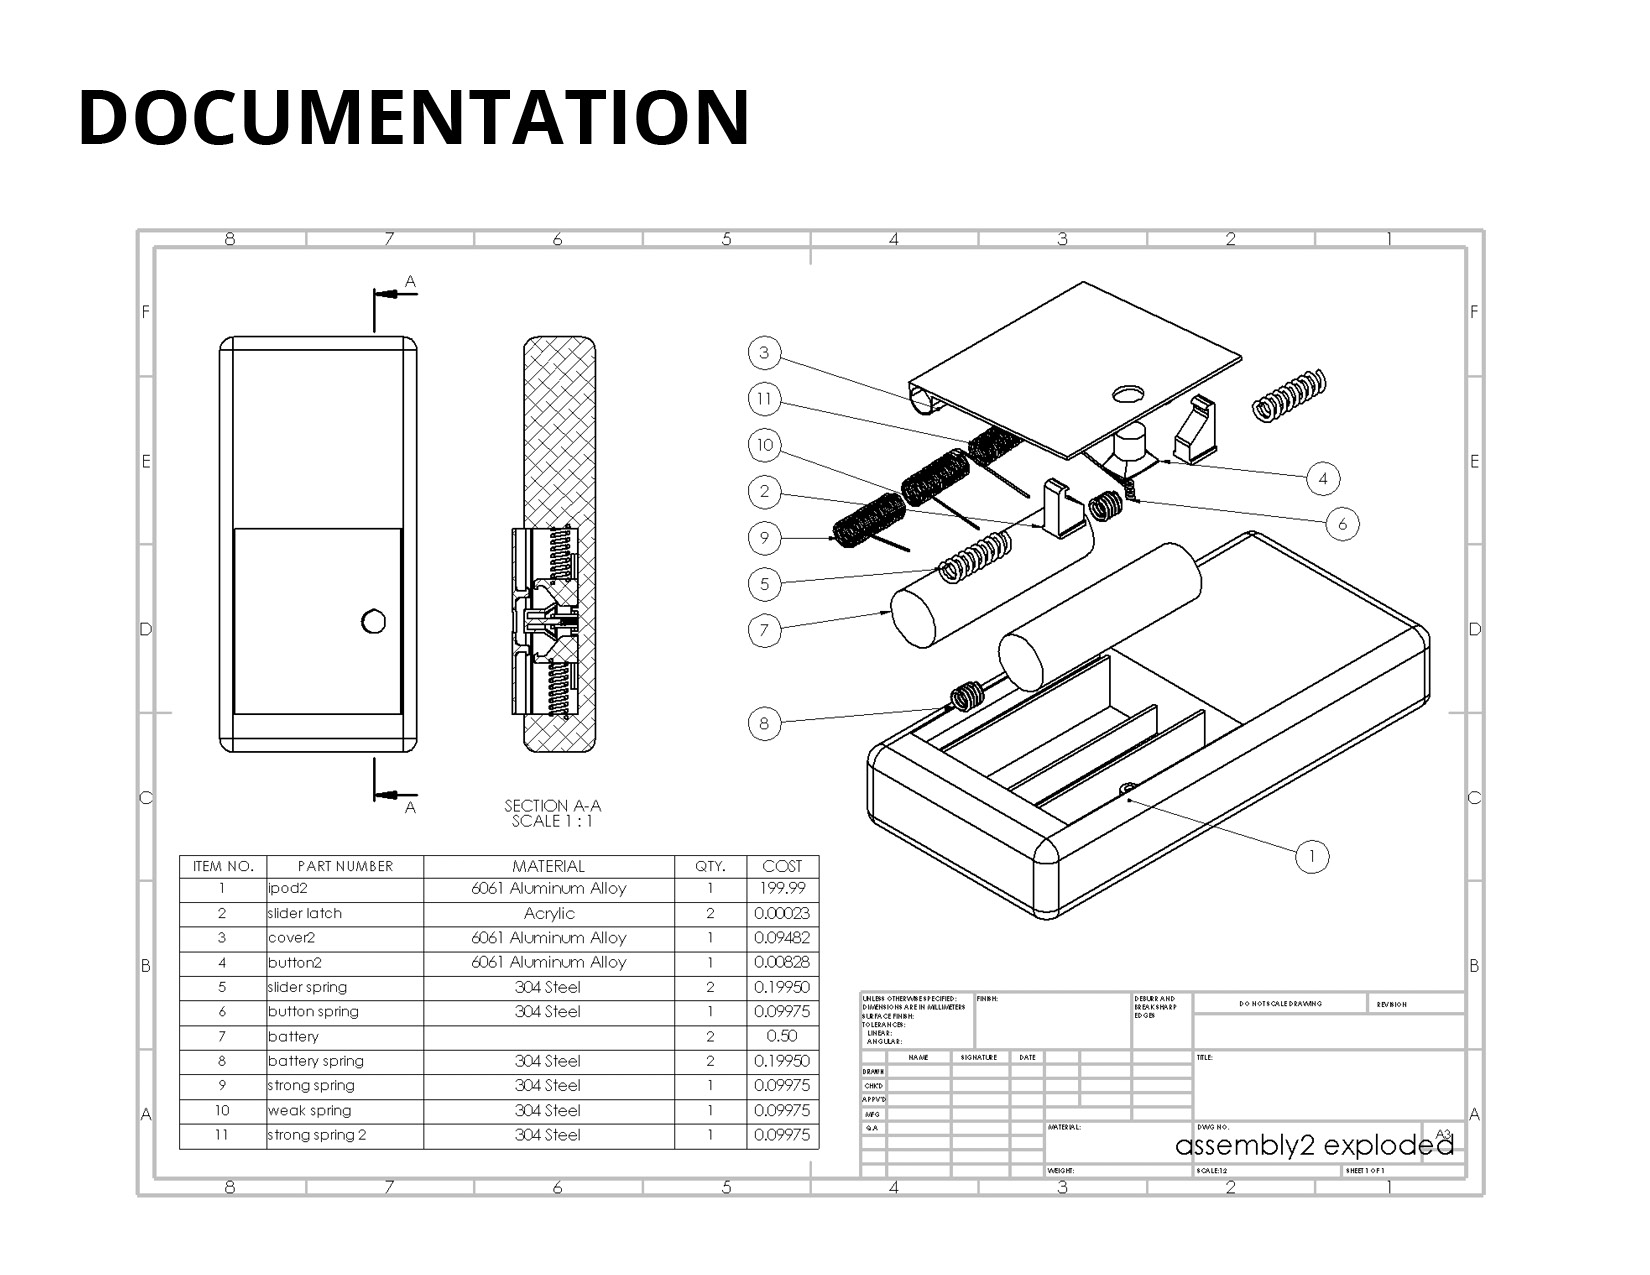 DOCUMENTATION
8 7 6 5 4 3 2 1
F F
E E
D D
C C
B B
A A
A
A
SECTION A-A
SCALE 1 : 1
3
11
10
2
9
5
7
8
4
6
1
ITEM NO. PART NUMBER MATERIAL QTY. COST
1 ipod2 6061 Aluminum Alloy 1 199.99
2 slider latch Acrylic 2 0.00023
3 cover2 6061 Aluminum Alloy 1 0.09482
4 button2 6061 Aluminum Alloy 1 0.00828
5 slider spring 304 Steel 2 0.19950
6 button spring 304 Steel 1 0.09975
7 battery 2 0.50
8 battery spring 304 Steel 2 0.19950
9 strong spring 304 Steel 1 0.09975
10 weak spring 304 Steel 1 0.09975
11 strong spring 2 304 Steel 1 0.09975
UNLESS OTHERWISE SPECIFIED:
DIMENSIONS ARE IN MILLIMETERS
SURFACE FINISH:
TOLERANCES:
LINEAR:
ANGULAR:
FINISH:
DEBURR AND
BREAK SHARP
EDGES
DO NOT SCALE DRAWING
REVISION
NAME SIGNATURE DATE
DRAWN
CHK'D
APPV'D
MFG
Q.A
TITLE:
MATERIAL:
DWG NO.
assembly2 exploded
A3
WEIGHT:
SCALE:1:2
SHEET 1 OF 1
8 7 6 5 4 3 2 1